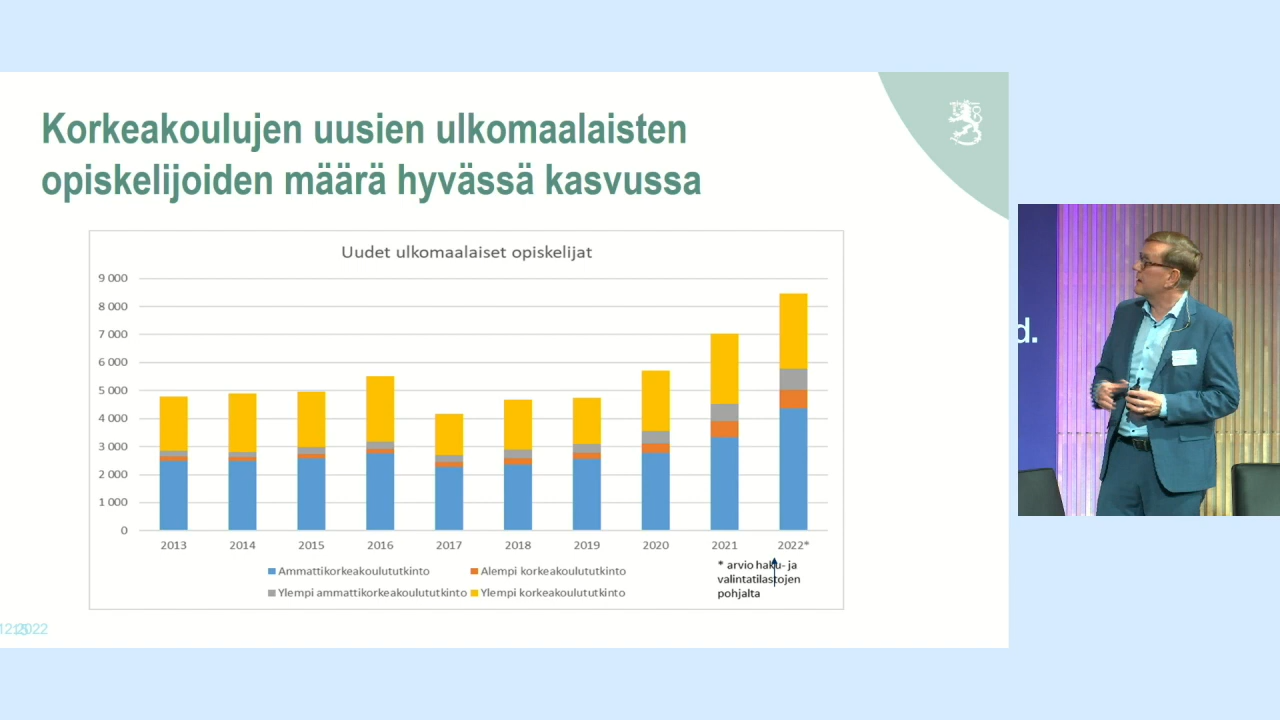 Korkeakoulujen uusien ulkomaalaisten
opiskelijoiden määrä hyvässä kasvussa
Uudet ulkomaalaiset opiskelijat
9 000
8 000
7 000
6 000
5 000
4 000
3 000
2 000
1 000
0
2013 2014 2015 2016 2017 2018 2019 2020 2021 2022*
Ammattikorkeakoulututkinto Alempi korkeakoulututkinto
Ylempi ammattikorkeakoulututkinto Ylempi korkeakoulututkinto
* arvio haku- ja
valintatilastojen
pohjalta
d.